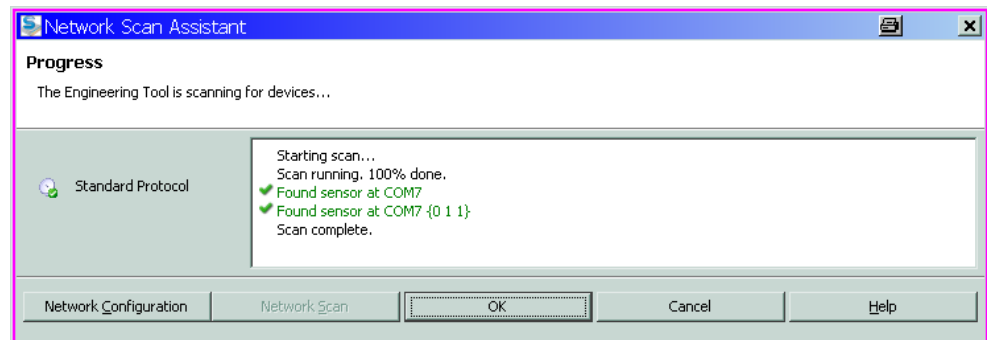 Network Scan Assistant
Progress
The Engineering Tool is scanning for devices...
Standard Protocol
Starting scan...
Scan running. 100% done.
Found sensor at COM7
Found sensor at COM7 {0 1 1}
Scan complete.
Network Configuration
Network Scan
OK
Cancel
Help